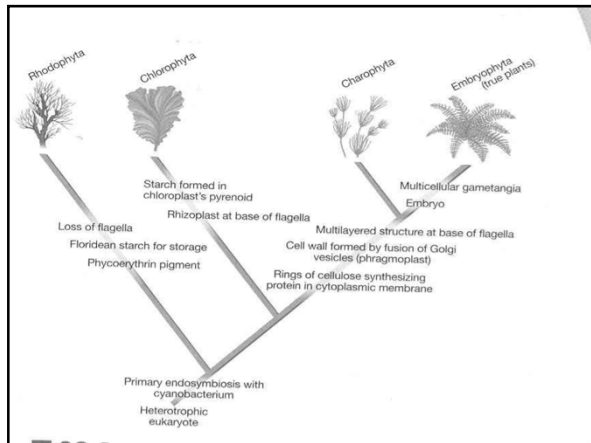 Rhodophyta
Chlorophyta
Charophyta
Embryophyta
(true plants)
Starch formed in
chloroplast's pyrenoid
Rhizoplast at base of flagella
Loss of flagella
Floridean starch for storage
Phycoerythrin pigment
Multicellular gametangia
Embryo
Multilayered structure at base of flagella
Cell wall formed by fusion of Golgi
vesicles (phragmoplast)
Rings of cellulose synthesizing
protein in cytoplasmic membrane
Primary endosymbiosis with
cyanobacterium
Heterotrophic
eukaryote